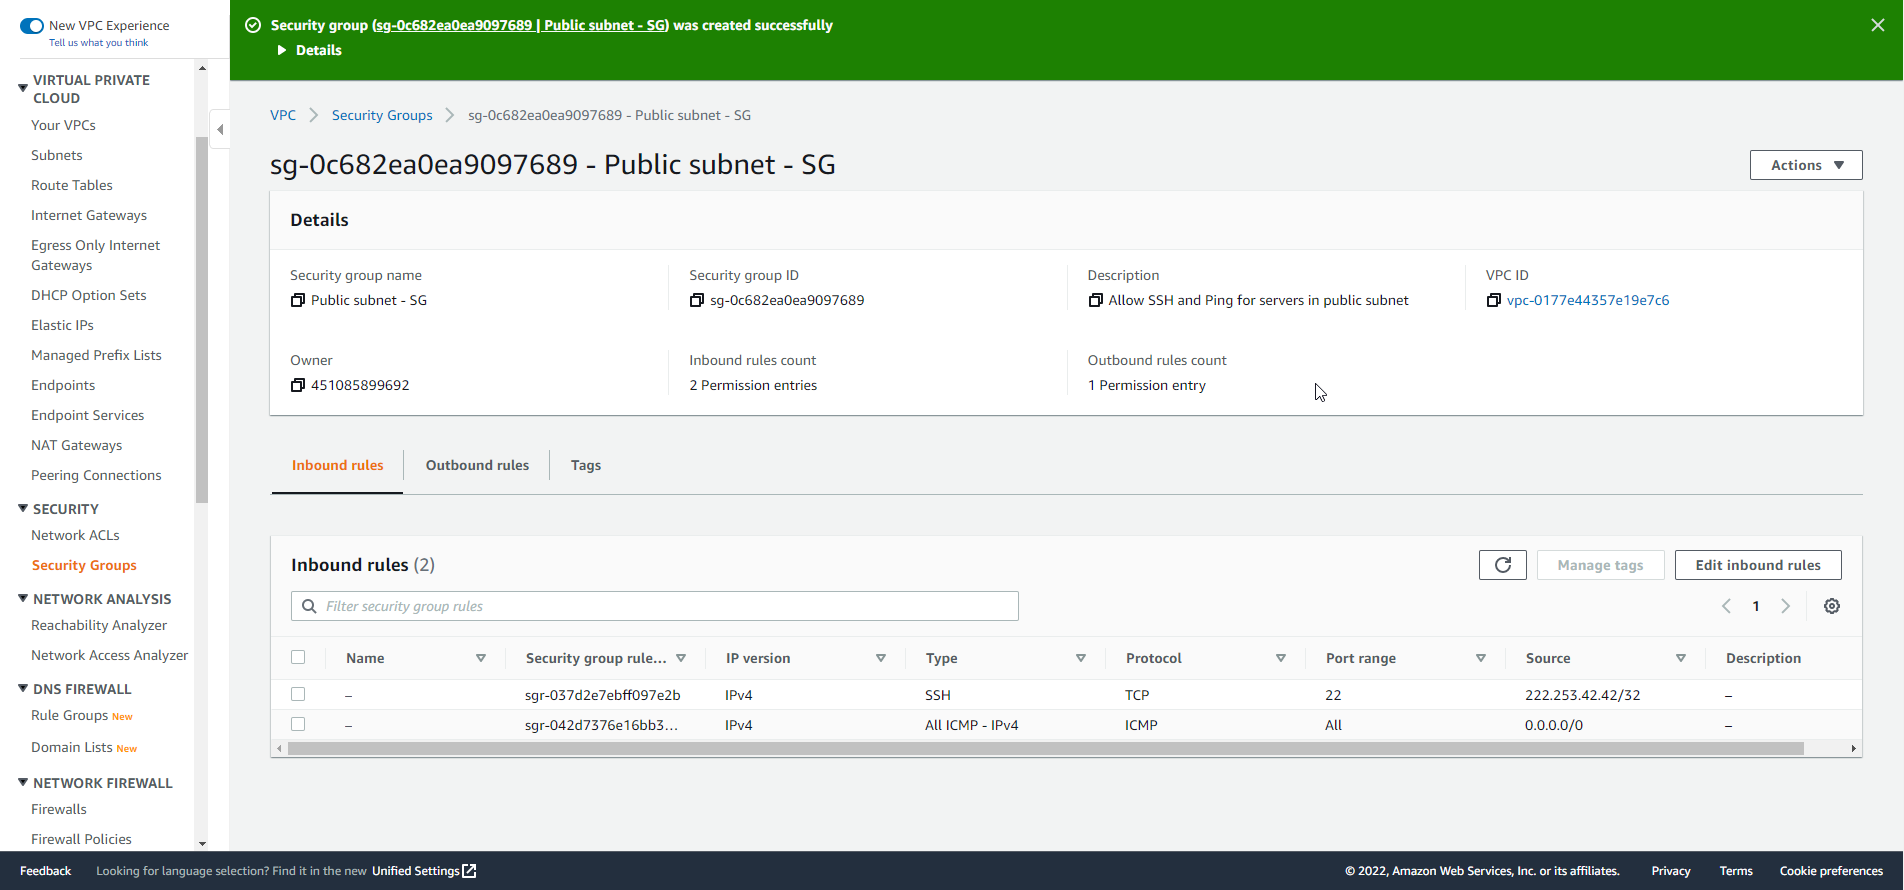 New VPC Experience
Tell us what you think
VIRTUAL PRIVATE
CLOUD
Your VPCs
Subnets
Route Tables
Internet Gateways
Egress Only Internet
Gateways
DHCP Option Sets
Elastic IPs
Managed Prefix Lists
Endpoints
Endpoint Services
NAT Gateways
Peering Connections
SECURITY
Network ACLs
Security Groups
NETWORK ANALYSIS
Reachability Analyzer
Network Access Analyzer
DNS FIREWALL
Rule Groups New
Domain Lists New
NETWORK FIREWALL
Firewalls
Firewall Policies
Security group (sg-0c682ea0ea9097689 | Public subnet - SG) was created successfully
Details
VPC > Security Groups > sg-0c682ea0ea9097689 - Public subnet - SG
sg-0c682ea0ea9097689 - Public subnet - SG
Actions
Details
Security group name Security group ID Description VPC ID
Public subnet - SG sg-0c682ea0ea9097689 Allow SSH and Ping for servers in public subnet vpc-0177e44357e19e7c6
Owner Inbound rules count Outbound rules count
451085899692 2 Permission entries 1 Permission entry
Inbound rules Outbound rules Tags
Inbound rules (2) Manage tags Edit inbound rules
Filter security group rules 1
Name Security group rule... IP version Type Protocol Port range Source Description
– sgr-037d2e7ebff097e2b IPv4 SSH TCP 22 222.253.42.42/32 –
– sgr-042d7376e16bb3... IPv4 All ICMP - IPv4 ICMP All 0.0.0.0/0 –
Feedback Looking for language selection? Find it in the new Unified Settings © 2022, Amazon Web Services, Inc. or its affiliates. Privacy Terms Cookie preferences